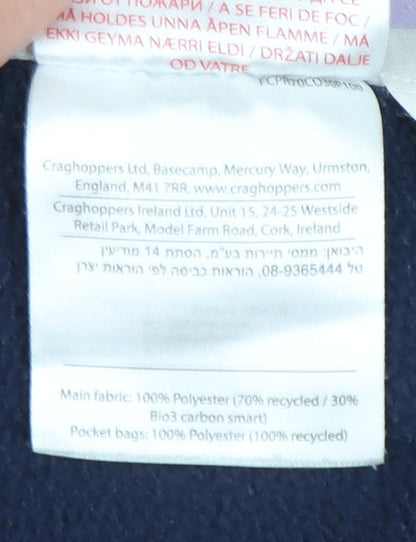 ОТ ПОЖАРИ / A SE FERI DE FOC /
MÅ HOLDES UNNA ÅPEN FLAMME / MÁ
EKKI GEYMA NÆRRI ELDI / DRŽATI DALJE
OD VATRE
Craghoppers Ltd, Basecamp, Mercury Way, Urmston,
England, M41 7RR. www.craghoppers.com
Craghoppers Ireland Ltd, Unit 15, 24-25 Westside
Retail Park, Model Farm Road, Cork, Ireland
היבואן: ממסי תיירות בע"מ, הסתת 14 מודיעין
טל 08-9365444, הוראות כביסה לפי הוראות יצרן
Main fabric: 100% Polyester (70% recycled / 30%
Bio3 carbon smart)
Pocket bags: 100% Polyester (100% recycled)